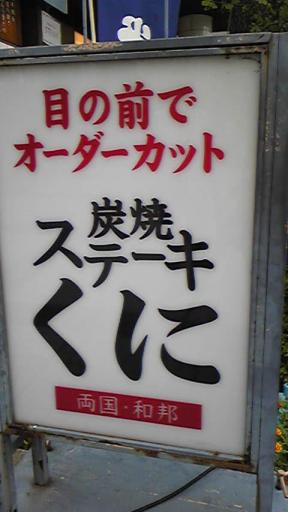 目の前で
オーダーカット
炭焼
ステーキ
くに
両国・和邦